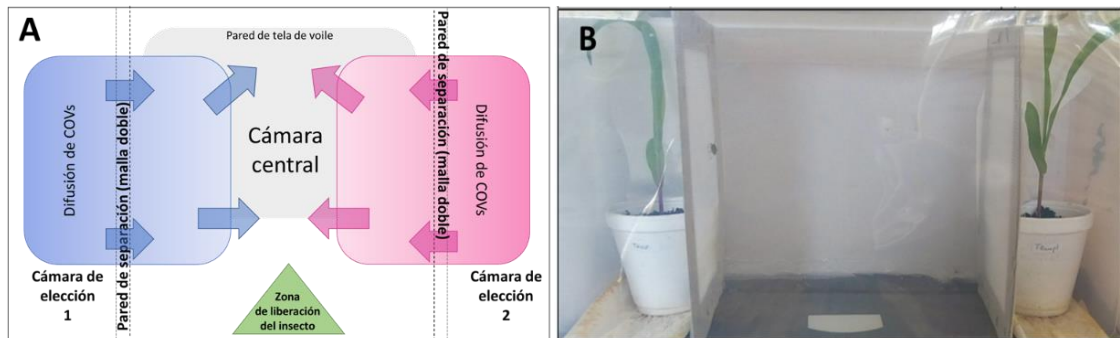 A
Pared de tela de voile
Difusión de COVs
Pared de separación (malla doble)
Cámara
central
Pared de separación (malla doble)
Difusión de COVs
Cámara de
elección
1
Zona
de liberación
del insecto
Cámara de
elección
2
B